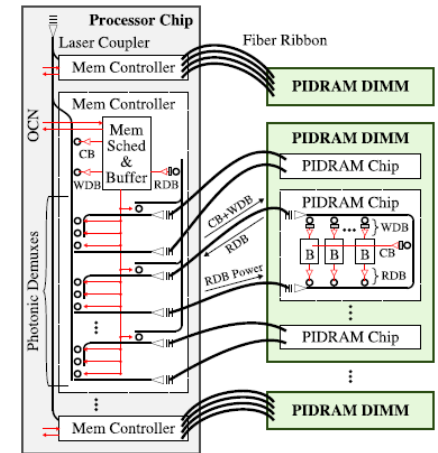 Processor Chip
Laser Coupler
Fiber Ribbon
Mem Controller
PIDRAM DIMM
OCN
Mem Controller
Mem
Sched
&
Buffer
CB
WDB
RDB
Photonic Demuxes
CB+WDB
RDB
RDB Power
PIDRAM DIMM
PIDRAM Chip
PIDRAM Chip
WDB
B
B
B
CB
RDB
PIDRAM Chip
Mem Controller
PIDRAM DIMM